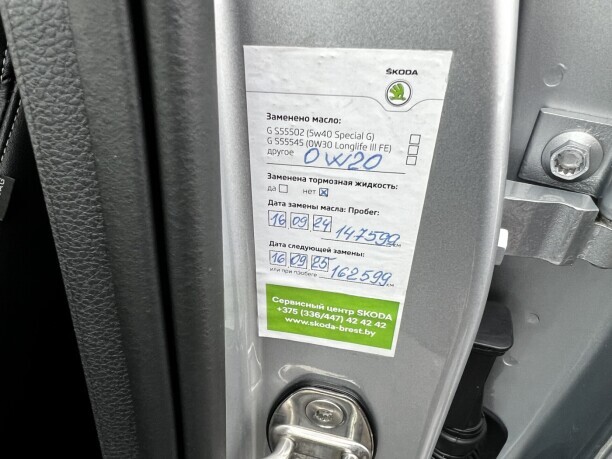 ŠKODA
Заменено масло:
G S55502 (5w40 Special G)
G S55545 (0W30 Longlife III FE)
другое 0W20
Заменена тормозная жидкость:
да нет
Дата замены масла: Пробег:
16 09 24 147599 км
Дата следующей замены:
16 09 25 или при пробеге 162599 км
Сервисный центр SKODA
+375 (336/447) 42 42 42
www.skoda-brest.by